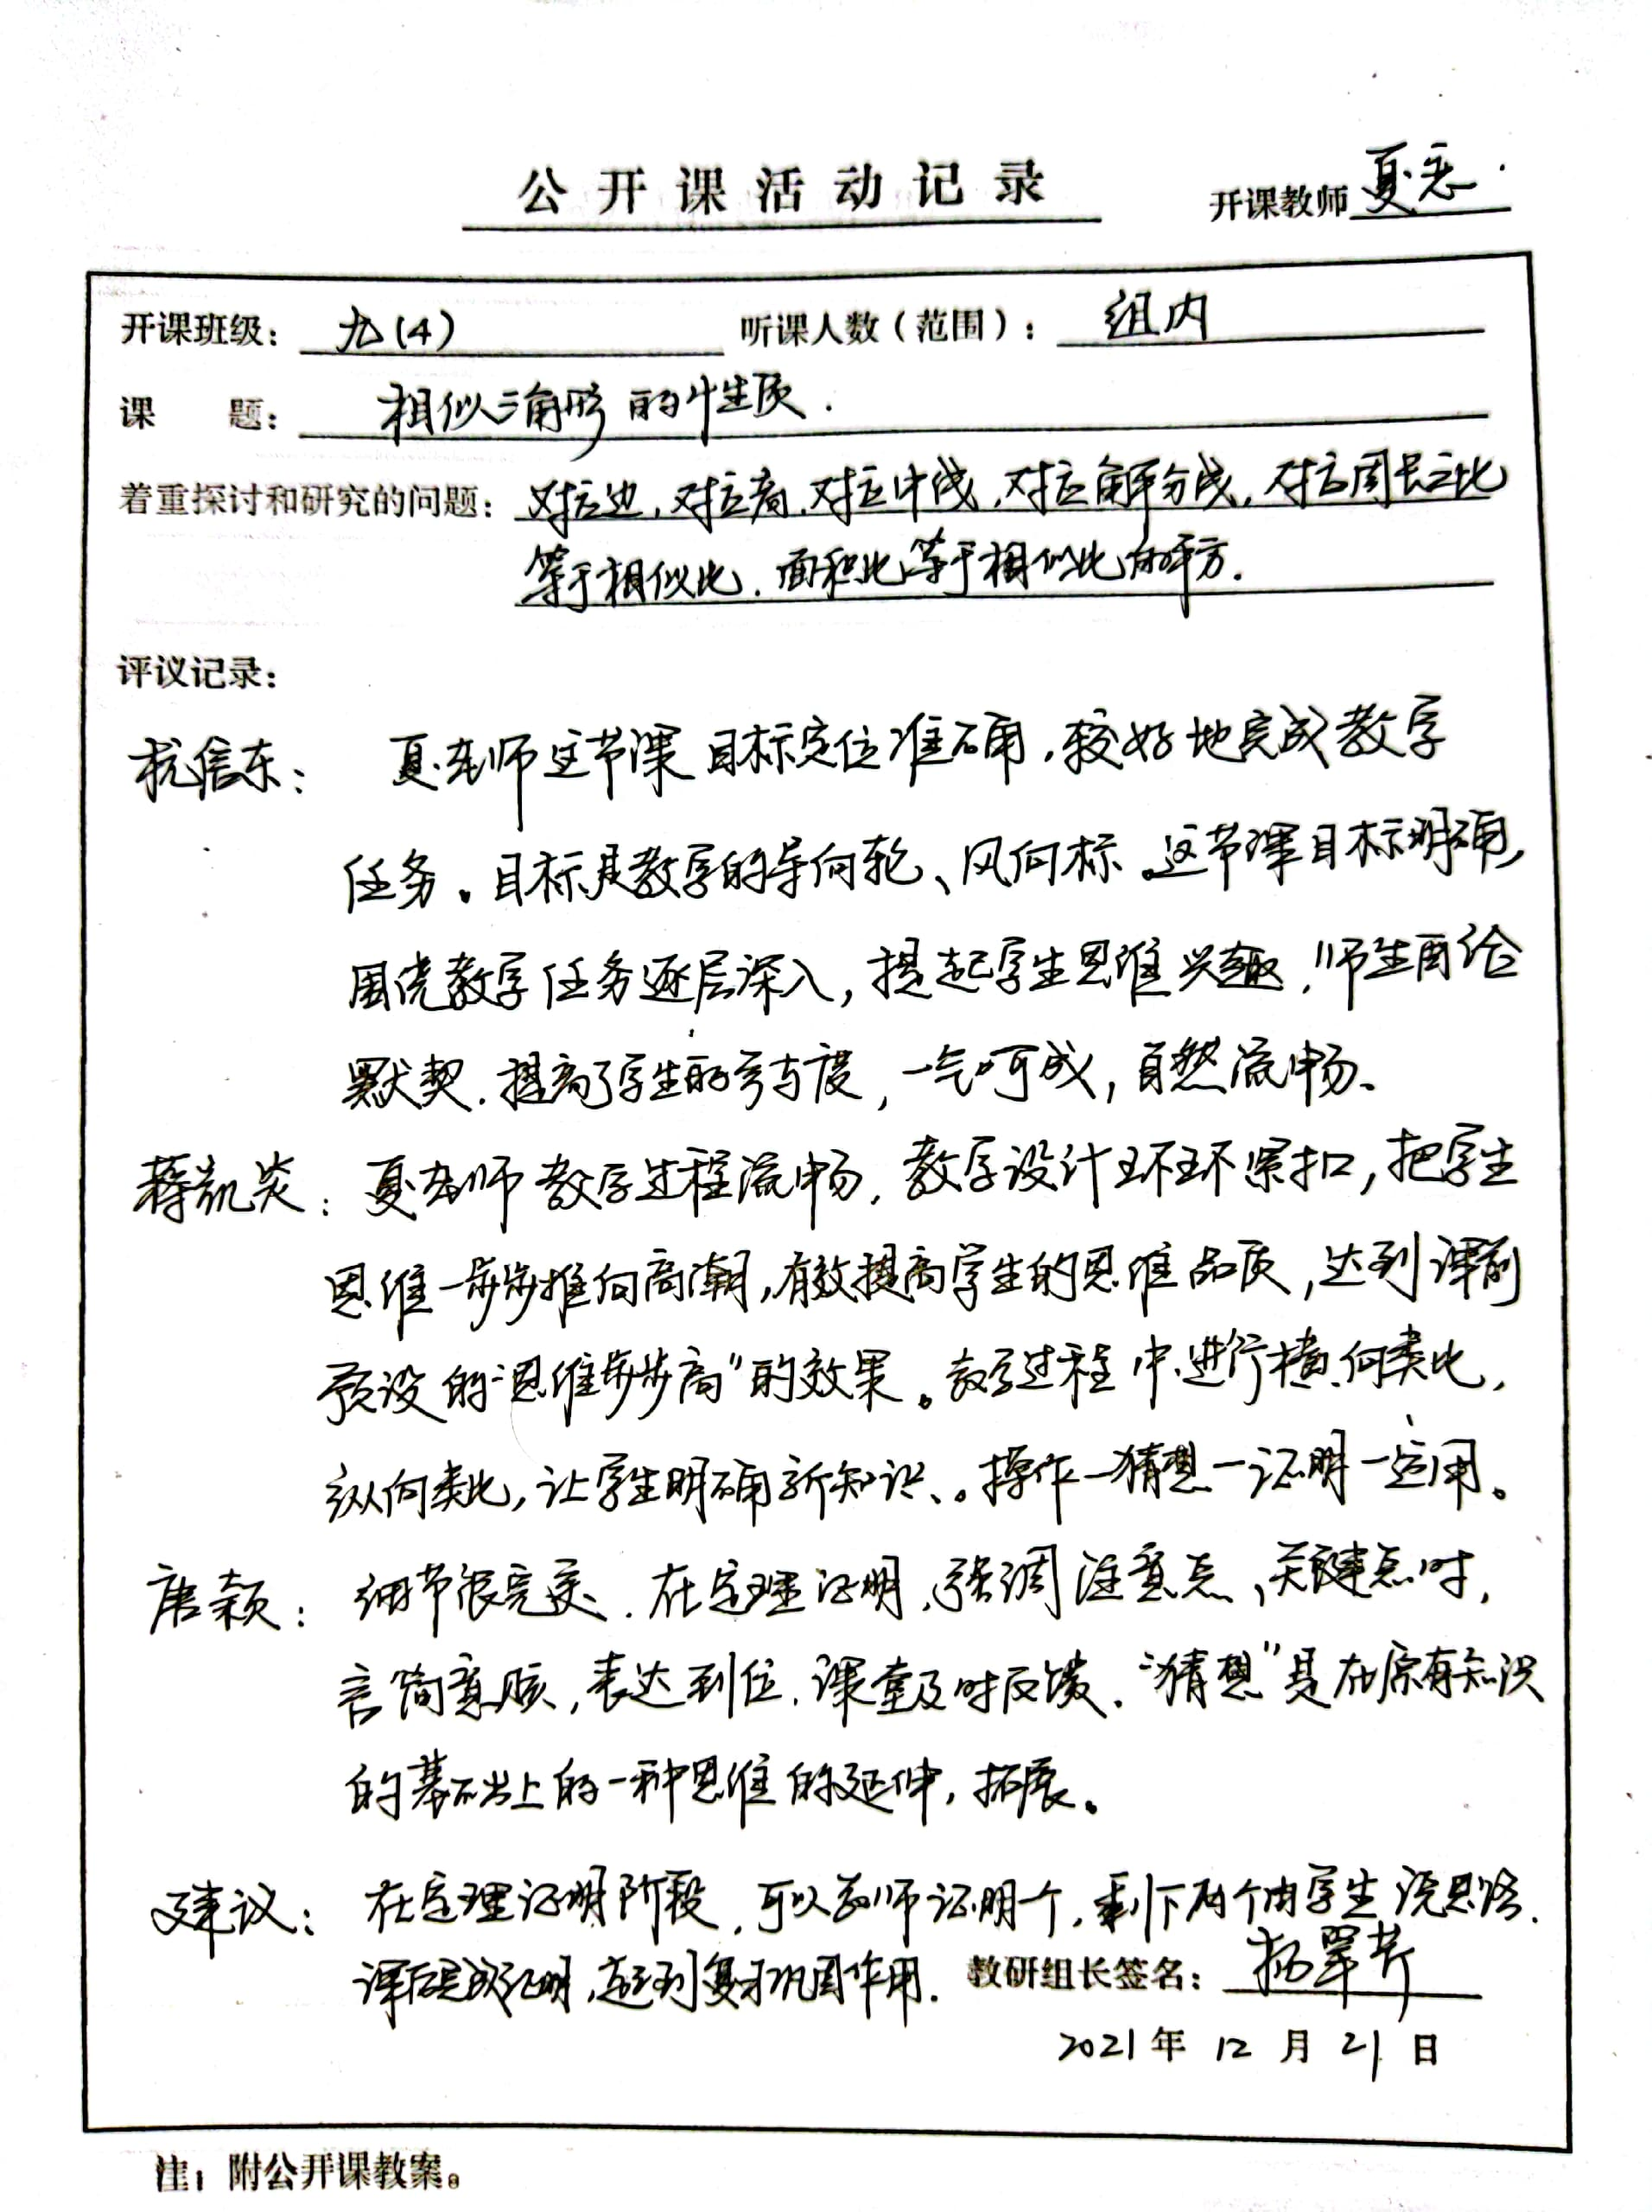 公开课活动记录
开课教师 夏
开课班级： 九(4) 听课人数（范围）： 组内
课 题： 相似三角形的性质.
着重探讨和研究的问题： 对应边,对应高,对应中线,对应角平分线,对应周长之比
等于相似比.面积比等于相似比的平方.
评议记录：
杭信东： 夏老师这节课目标定位准确,较好地完成教学
任务。目标是教学的导向轮、风向标。这节课目标明确,
围绕教学任务逐层深入,提起学生思维兴趣,师生配合
默契.提高了学生的参与度,一气呵成,自然流畅、
蒋凯炎： 夏老师教学过程流畅,教学设计环环紧扣,把学生
思维一步步推向高潮,有效提高学生的思维品质,达到课前
预设的“思维步步高”的效果。教学过程中进行横向类比,
纵向类比,让学生明确新知识、。操作—猜想—证明—运用。
唐颖： 细节很完美.在定理证明,强调注意点,关键点时,
言简意赅,表达到位.课堂及时反馈.“猜想”是在原有知识
的基础上的一种思维的延伸,拓展。
建议： 在定理证明阶段,可以教师证明个,剩下两个由学生说思路.
课后完成证明,起到复习巩固作用. 教研组长签名： 杨翠芹
2021年12月21日
注：附公开课教案。